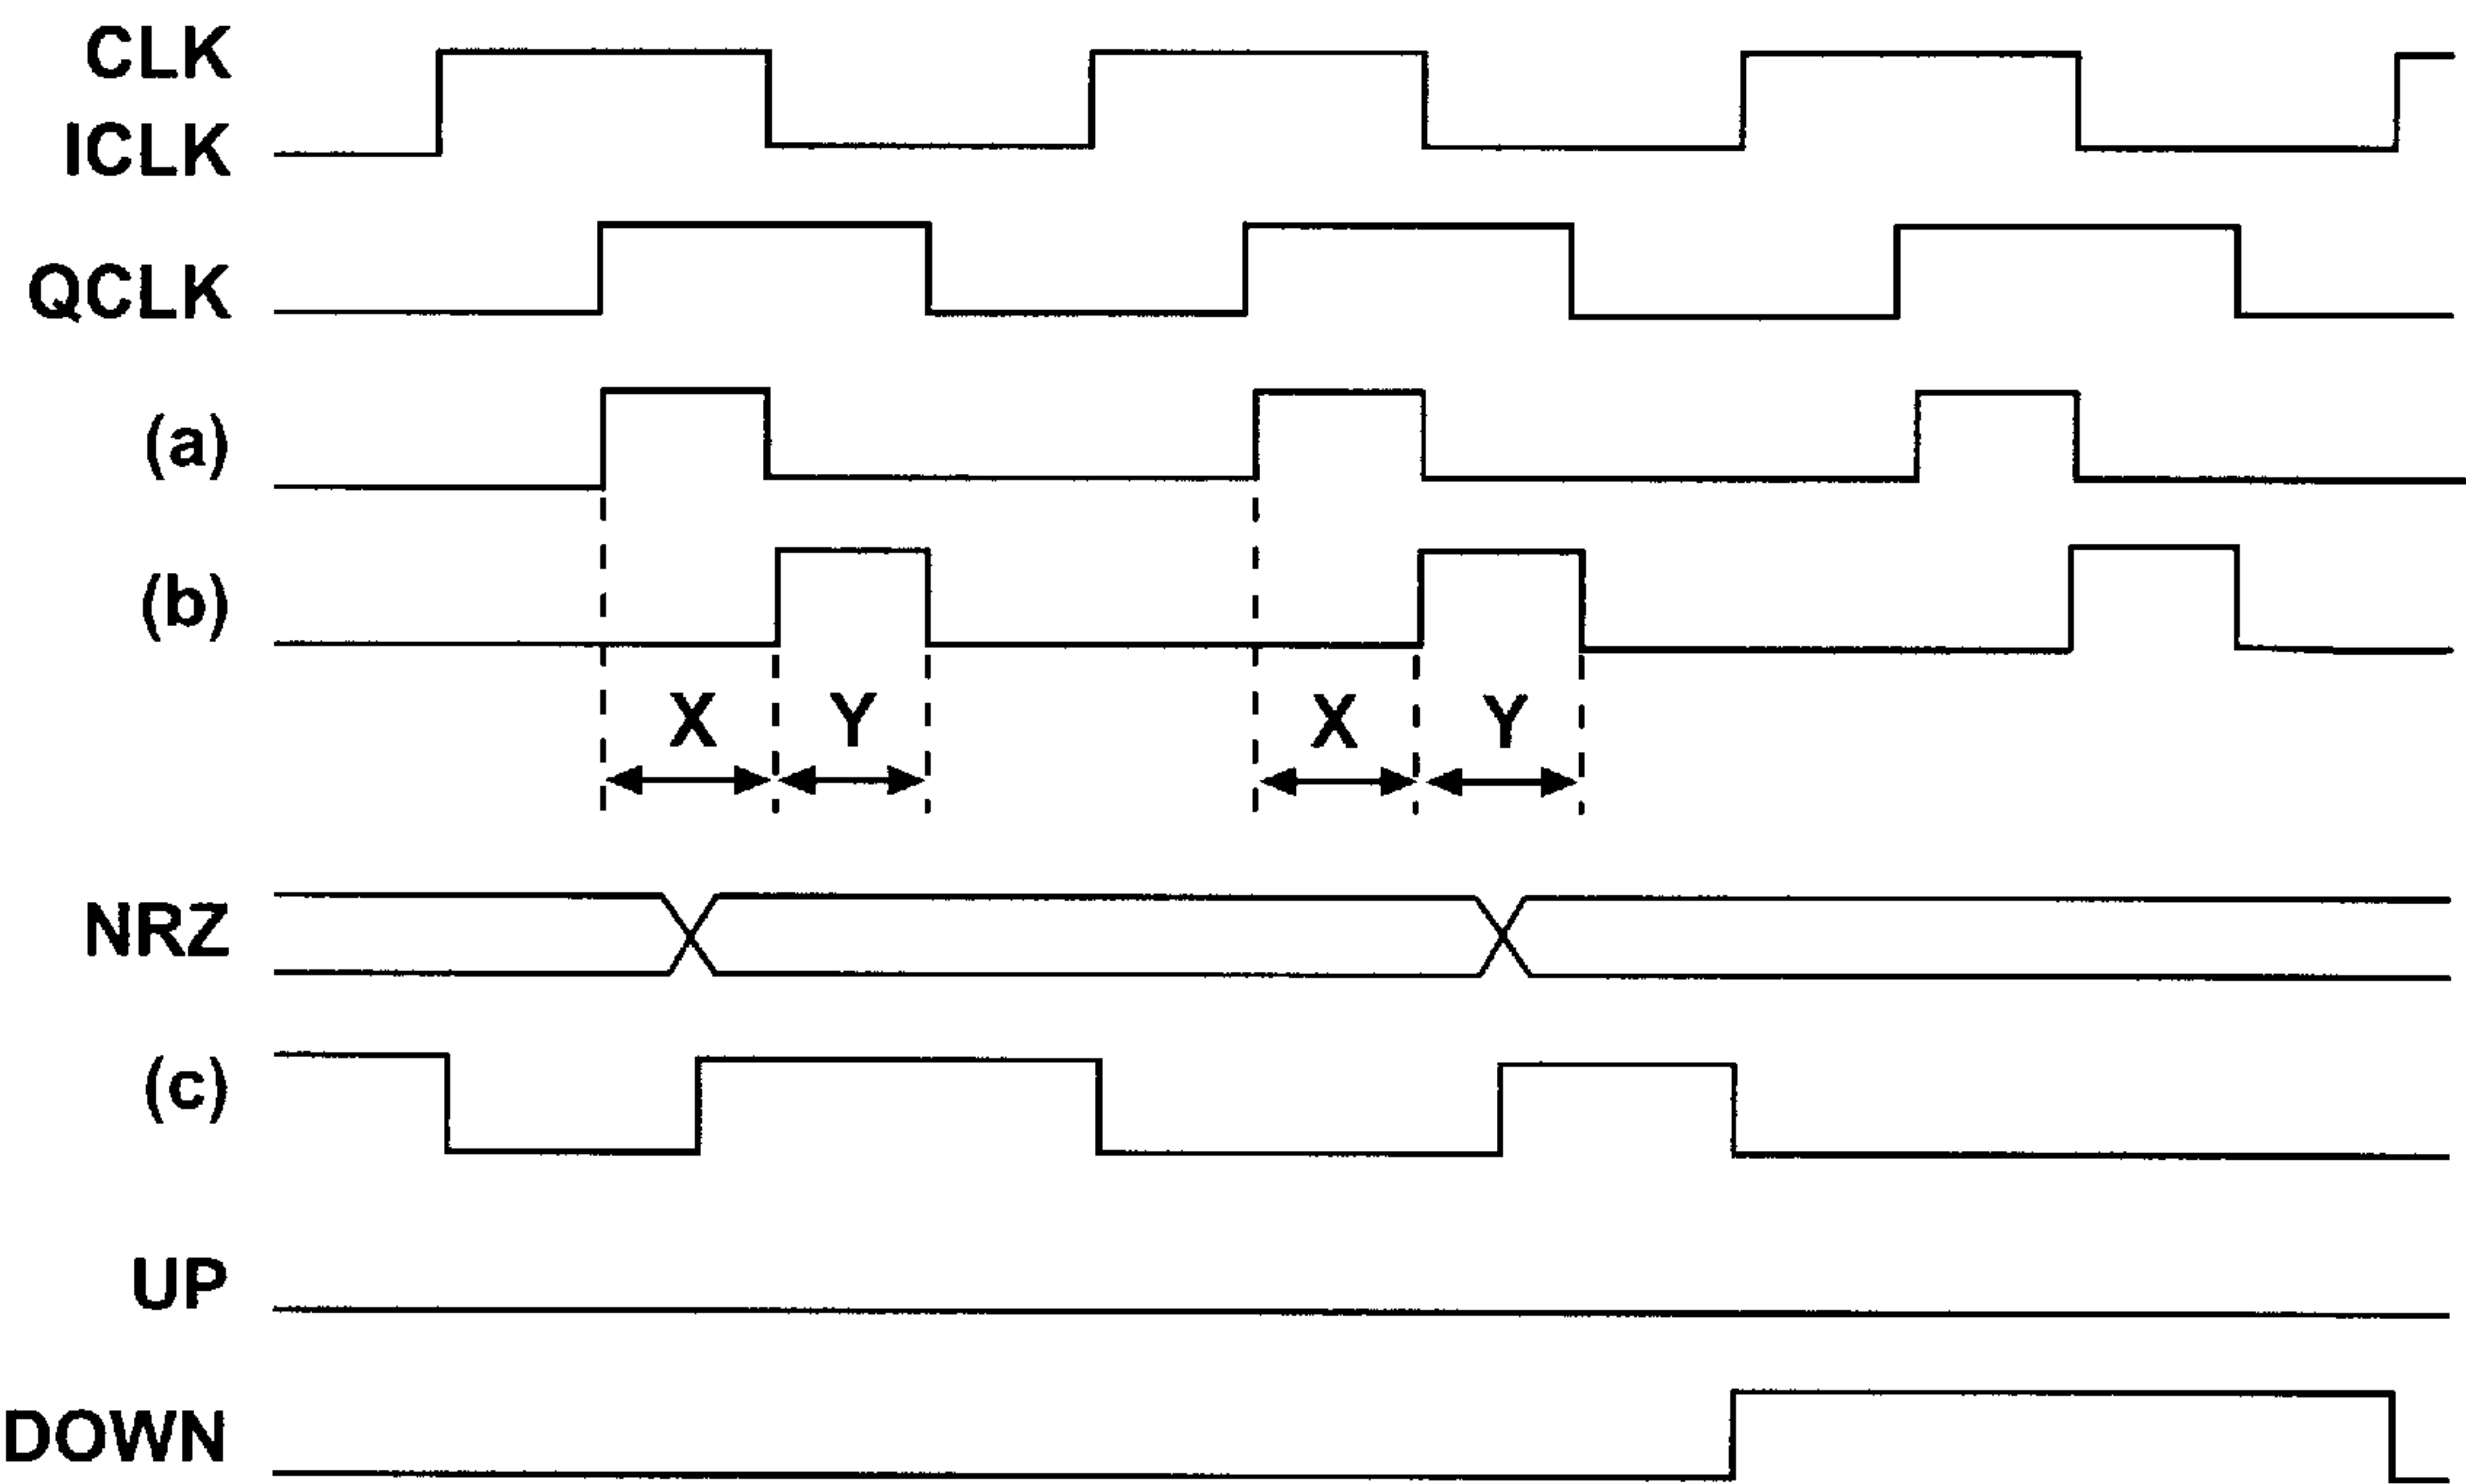 CLK
ICLK
QCLK
(a)
(b)
X Y X Y
NRZ
(c)
UP
DOWN